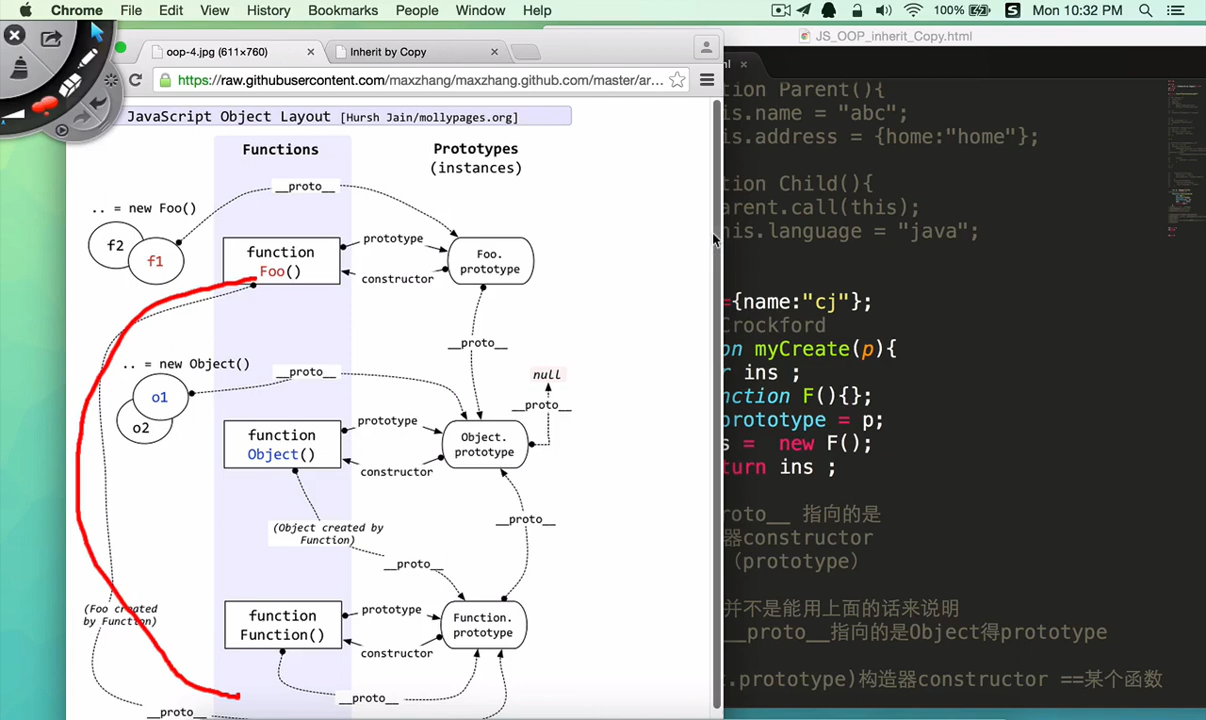 Chrome File Edit View History Bookmarks People Window Help 100% Mon 10:32 PM
JS_OOP_inherit_Copy.html
oop-4.jpg (611×760)
Inherit by Copy
https://raw.githubusercontent.com/maxzhang/maxzhang.github.com/master/ar...
JavaScript Object Layout [Hursh Jain/mollypages.org]
Functions
Prototypes
(instances)
__proto__
.. = new Foo()
f2
f1
function
Foo()
prototype
constructor
Foo.
prototype
__proto__
.. = new Object()
__proto__
null
__proto__
o1
o2
function
Object()
prototype
constructor
Object.
prototype
(Object created by
Function)
__proto__
__proto__
(Foo created
by Function)
function
Function()
prototype
constructor
Function.
prototype
__proto__
__proto__
ml
tion Parent(){
is.name = "abc";
is.address = {home:"home"};
tion Child(){
arent.call(this);
his.language = "java";
={name:"cj"};
Crockford
on myCreate(p){
r ins ;
nction F(){};
prototype = p;
s = new F();
turn ins ;
roto__ 指向的是
器constructor
（prototype）
并不是能用上面的话来说明
__proto__指向的是Object得prototype
t.prototype)构造器constructor ==某个函数